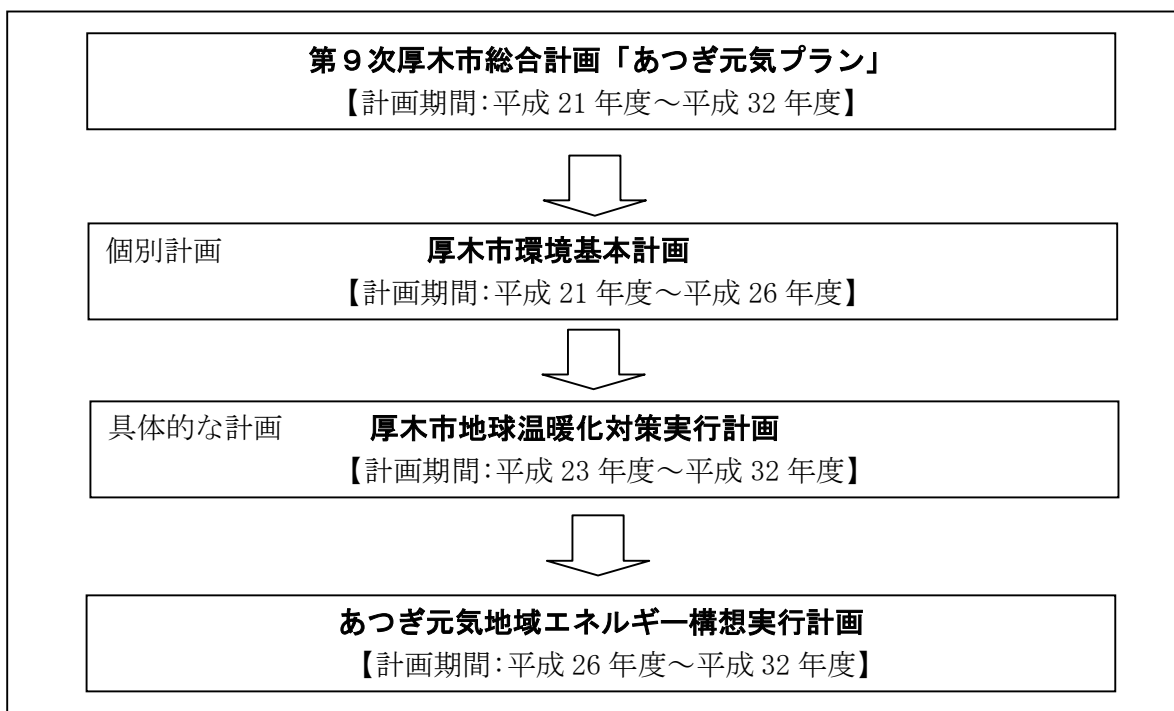 第９次厚木市総合計画「あつぎ元気プラン」
【計画期間：平成 21 年度～平成 32 年度】
個別計画 厚木市環境基本計画
【計画期間：平成 21 年度～平成 26 年度】
具体的な計画 厚木市地球温暖化対策実行計画
【計画期間：平成 23 年度～平成 32 年度】
あつぎ元気地域エネルギー構想実行計画
【計画期間：平成 26 年度～平成 32 年度】